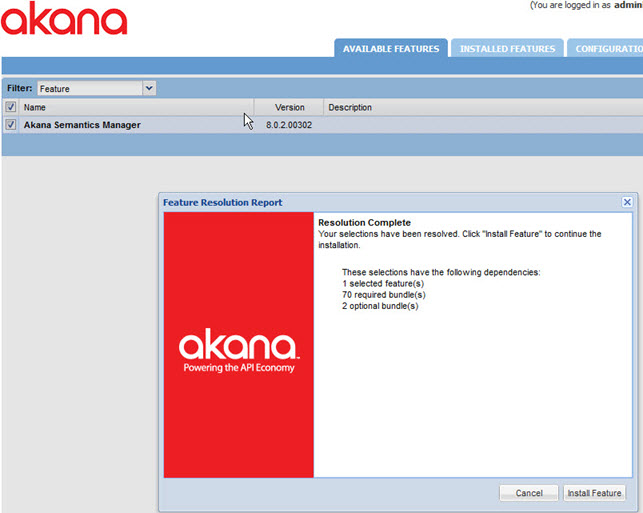 akana
(You are logged in as admin
AVAILABLE FEATURES INSTALLED FEATURES CONFIGURATIO
Filter: Feature
Name Version Description
Akana Semantics Manager 8.0.2.00302
Feature Resolution Report
Resolution Complete
Your selections have been resolved. Click "Install Feature" to continue the
installation.
These selections have the following dependencies:
1 selected feature(s)
70 required bundle(s)
2 optional bundle(s)
akana
Powering the API Economy
Cancel Install Feature